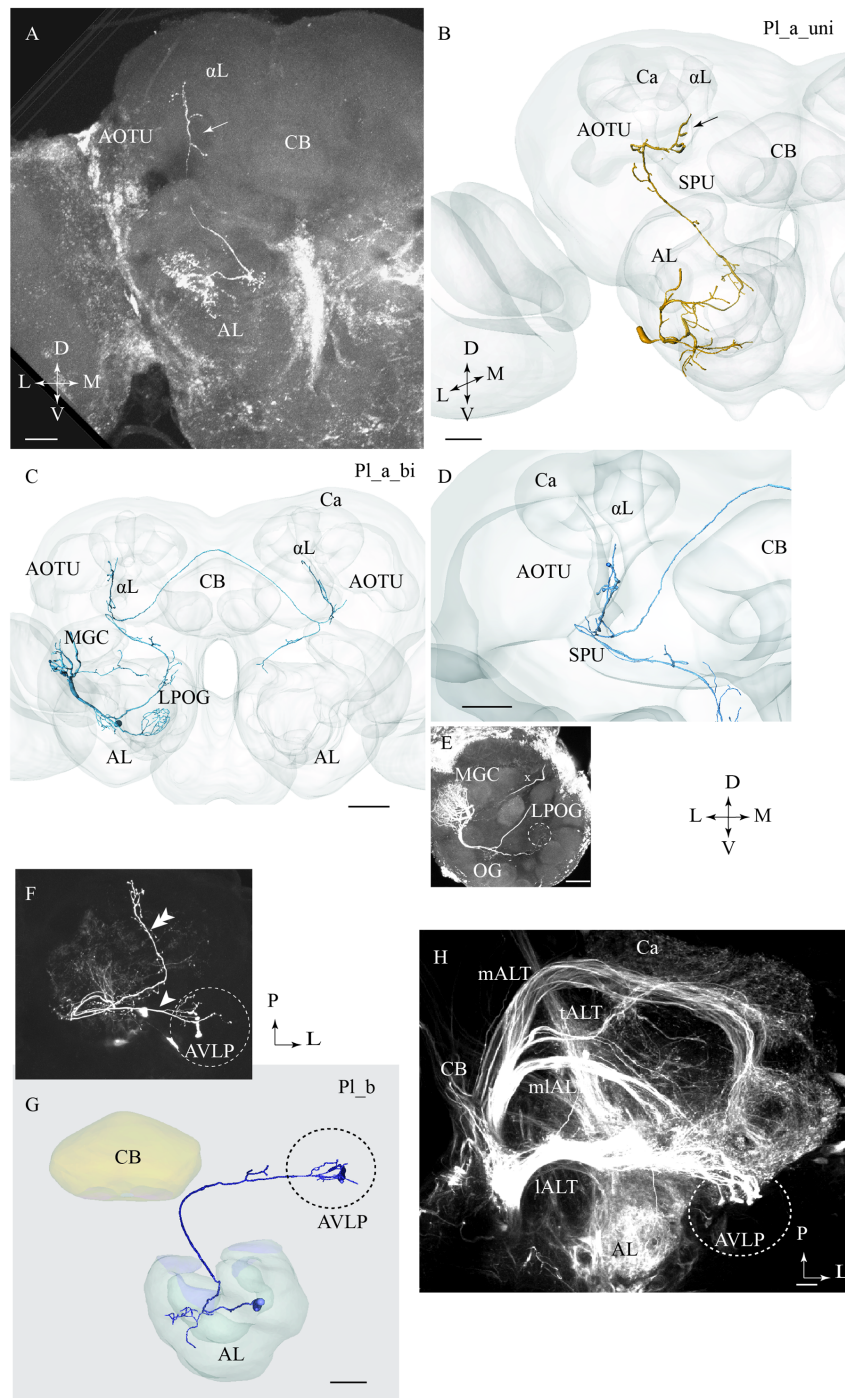 A
αL
AOTU
CB
AL
D
L M
V
B
Pl_a_uni
Ca αL
AOTU
CB
SPU
AL
D
L M
V
C
Pl_a_bi
Ca
αL
αL
AOTU
CB
AOTU
MGC
LPOG
AL
AL
D
Ca
αL
AOTU
CB
SPU
E
MGC
x
LPOG
OG
D
L M
V
F
AVLP
P
L
G
Pl_b
CB
AVLP
AL
H
Ca
mALT
tALT
CB
mlALT
lALT
AVLP
AL
P
L